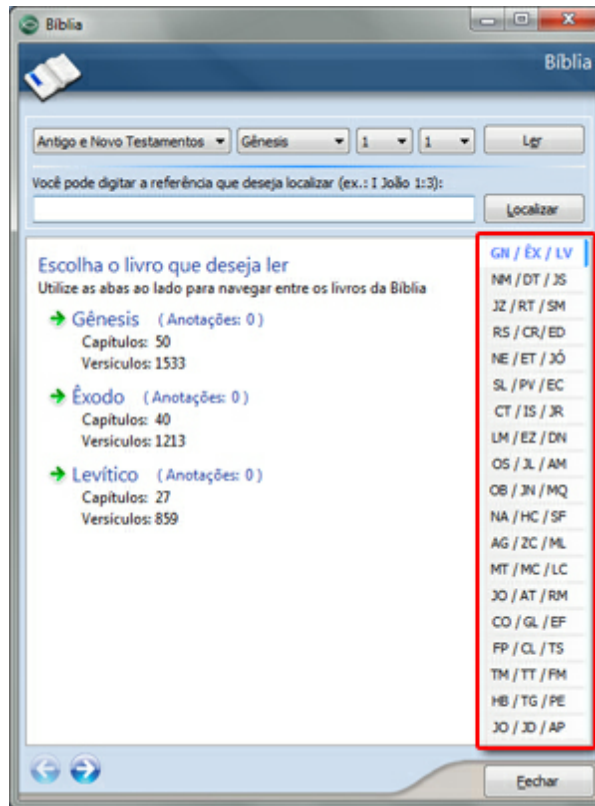 Bíblia
Bíblia
Antigo e Novo Testamentos Gênesis 1 1 Ler
Você pode digitar a referência que deseja localizar (ex.: I João 1:3):
Localizar
Escolha o livro que deseja ler
Utilize as abas ao lado para navegar entre os livros da Bíblia
Gênesis (Anotações: 0)
Capítulos: 50
Versículos: 1533
Êxodo (Anotações: 0)
Capítulos: 40
Versículos: 1213
Levítico (Anotações: 0)
Capítulos: 27
Versículos: 859
GN / ÊX / LV
NM / DT / JS
JZ / RT / SM
RS / CR/ ED
NE / ET / JÓ
SL / PV / EC
CT / IS / JR
LM / EZ / DN
OS / JL / AM
OB / JN / MQ
NA / HC / SF
AG / ZC / ML
MT / MC / LC
JO / AT / RM
CO / GL / EF
FP / CL / TS
TM / TT / FM
HB / TG / PE
JO / JD / AP
Fechar